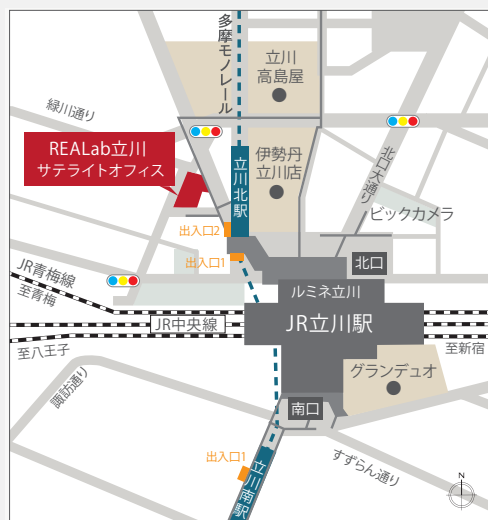 多摩モノレール
立川
高島屋
緑川通り
REALab立川
サテライトオフィス
伊勢丹
立川店
北口大通り
立川北駅
ビックカメラ
出入口2
出入口1
北口
JR青梅線
至青梅
ルミネ立川
JR立川駅
JR中央線
至八王子
至新宿
グランデュオ
諏訪通り
南口
出入口1
立川南駅
すずらん通り
N